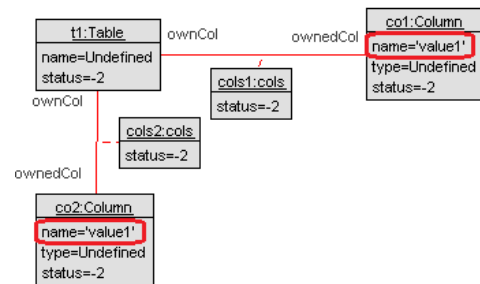 t1:Table
name=Undefined
status=-2
ownCol
ownedCol
co1:Column
name='value1'
type=Undefined
status=-2
cols1:cols
status=-2
ownCol
cols2:cols
status=-2
ownedCol
co2:Column
name='value1'
type=Undefined
status=-2